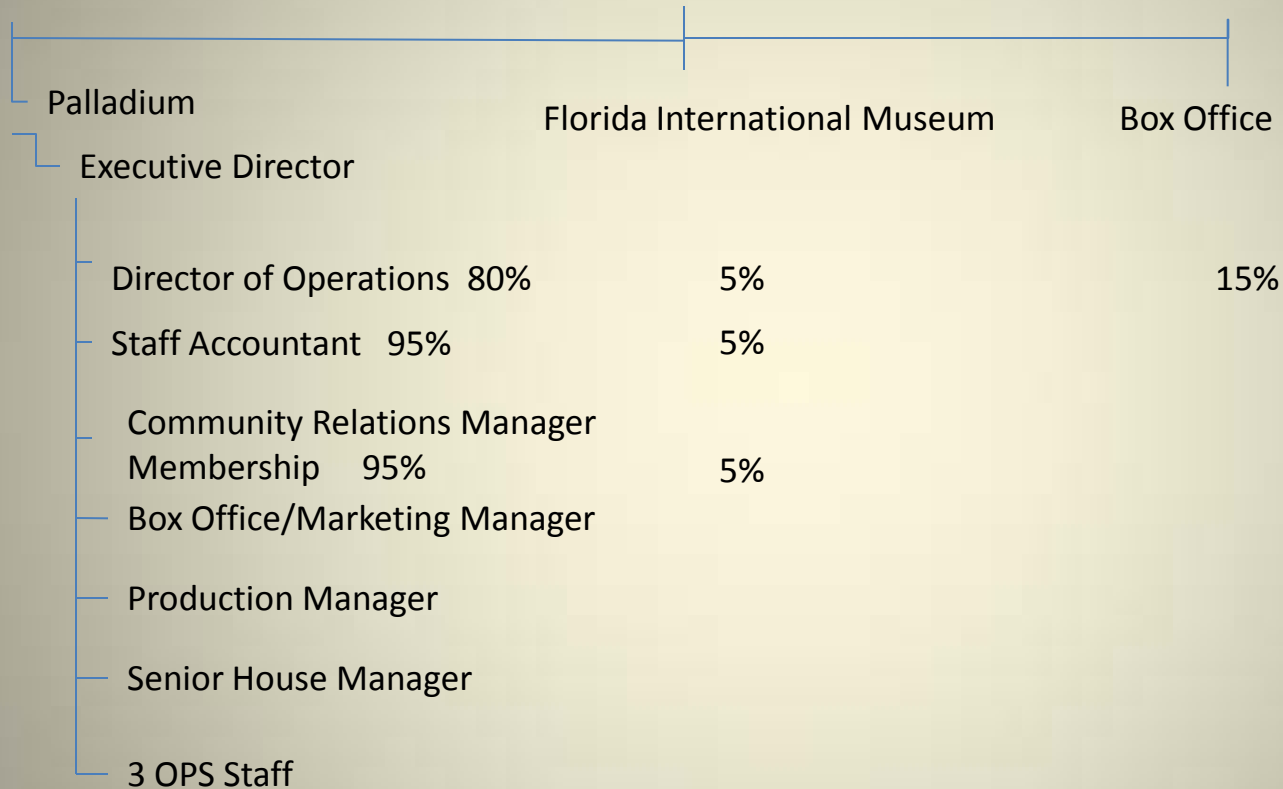 Palladium
Florida International Museum
Box Office
Executive Director
Director of Operations 80% 5% 15%
Staff Accountant 95% 5%
Community Relations Manager
Membership 95% 5%
Box Office/Marketing Manager
Production Manager
Senior House Manager
3 OPS Staff